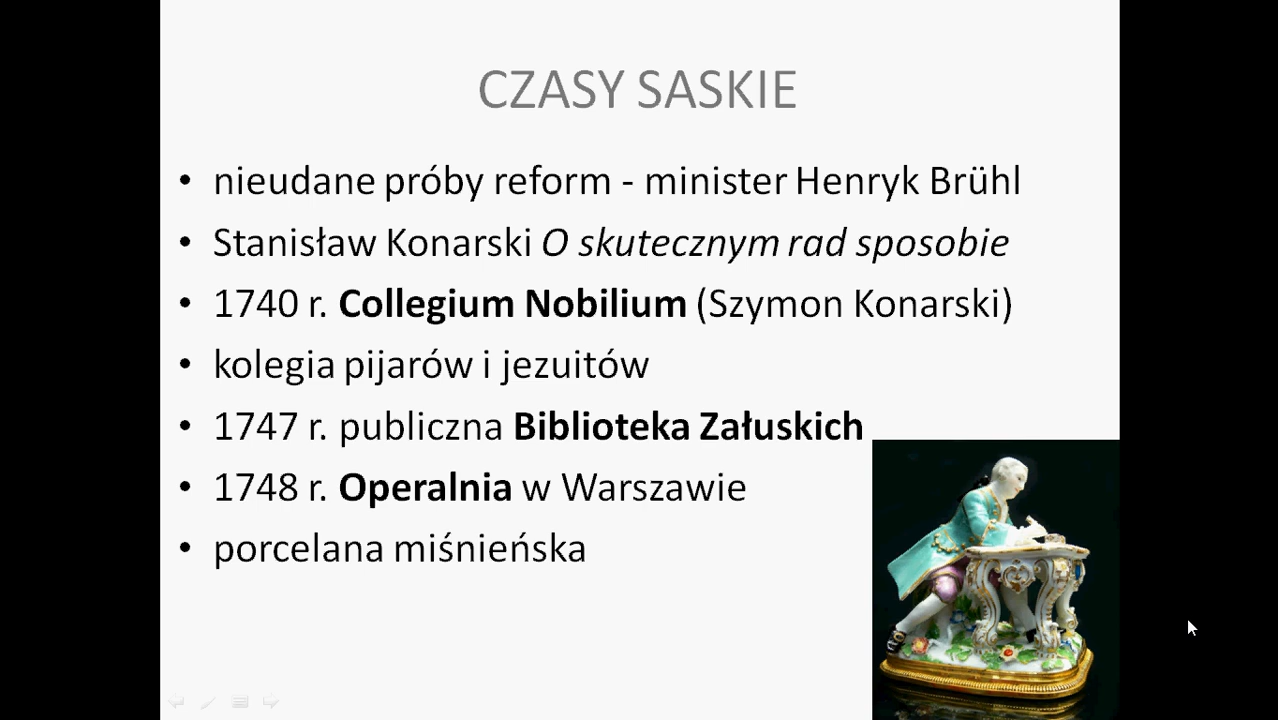 CZASY SASKIE
• nieudane próby reform - minister Henryk Brühl
• Stanisław Konarski O skutecznym rad sposobie
• 1740 r. Collegium Nobilium (Szymon Konarski)
• kolegia pijarów i jezuitów
• 1747 r. publiczna Biblioteka Załuskich
• 1748 r. Operalnia w Warszawie
• porcelana miśnieńska